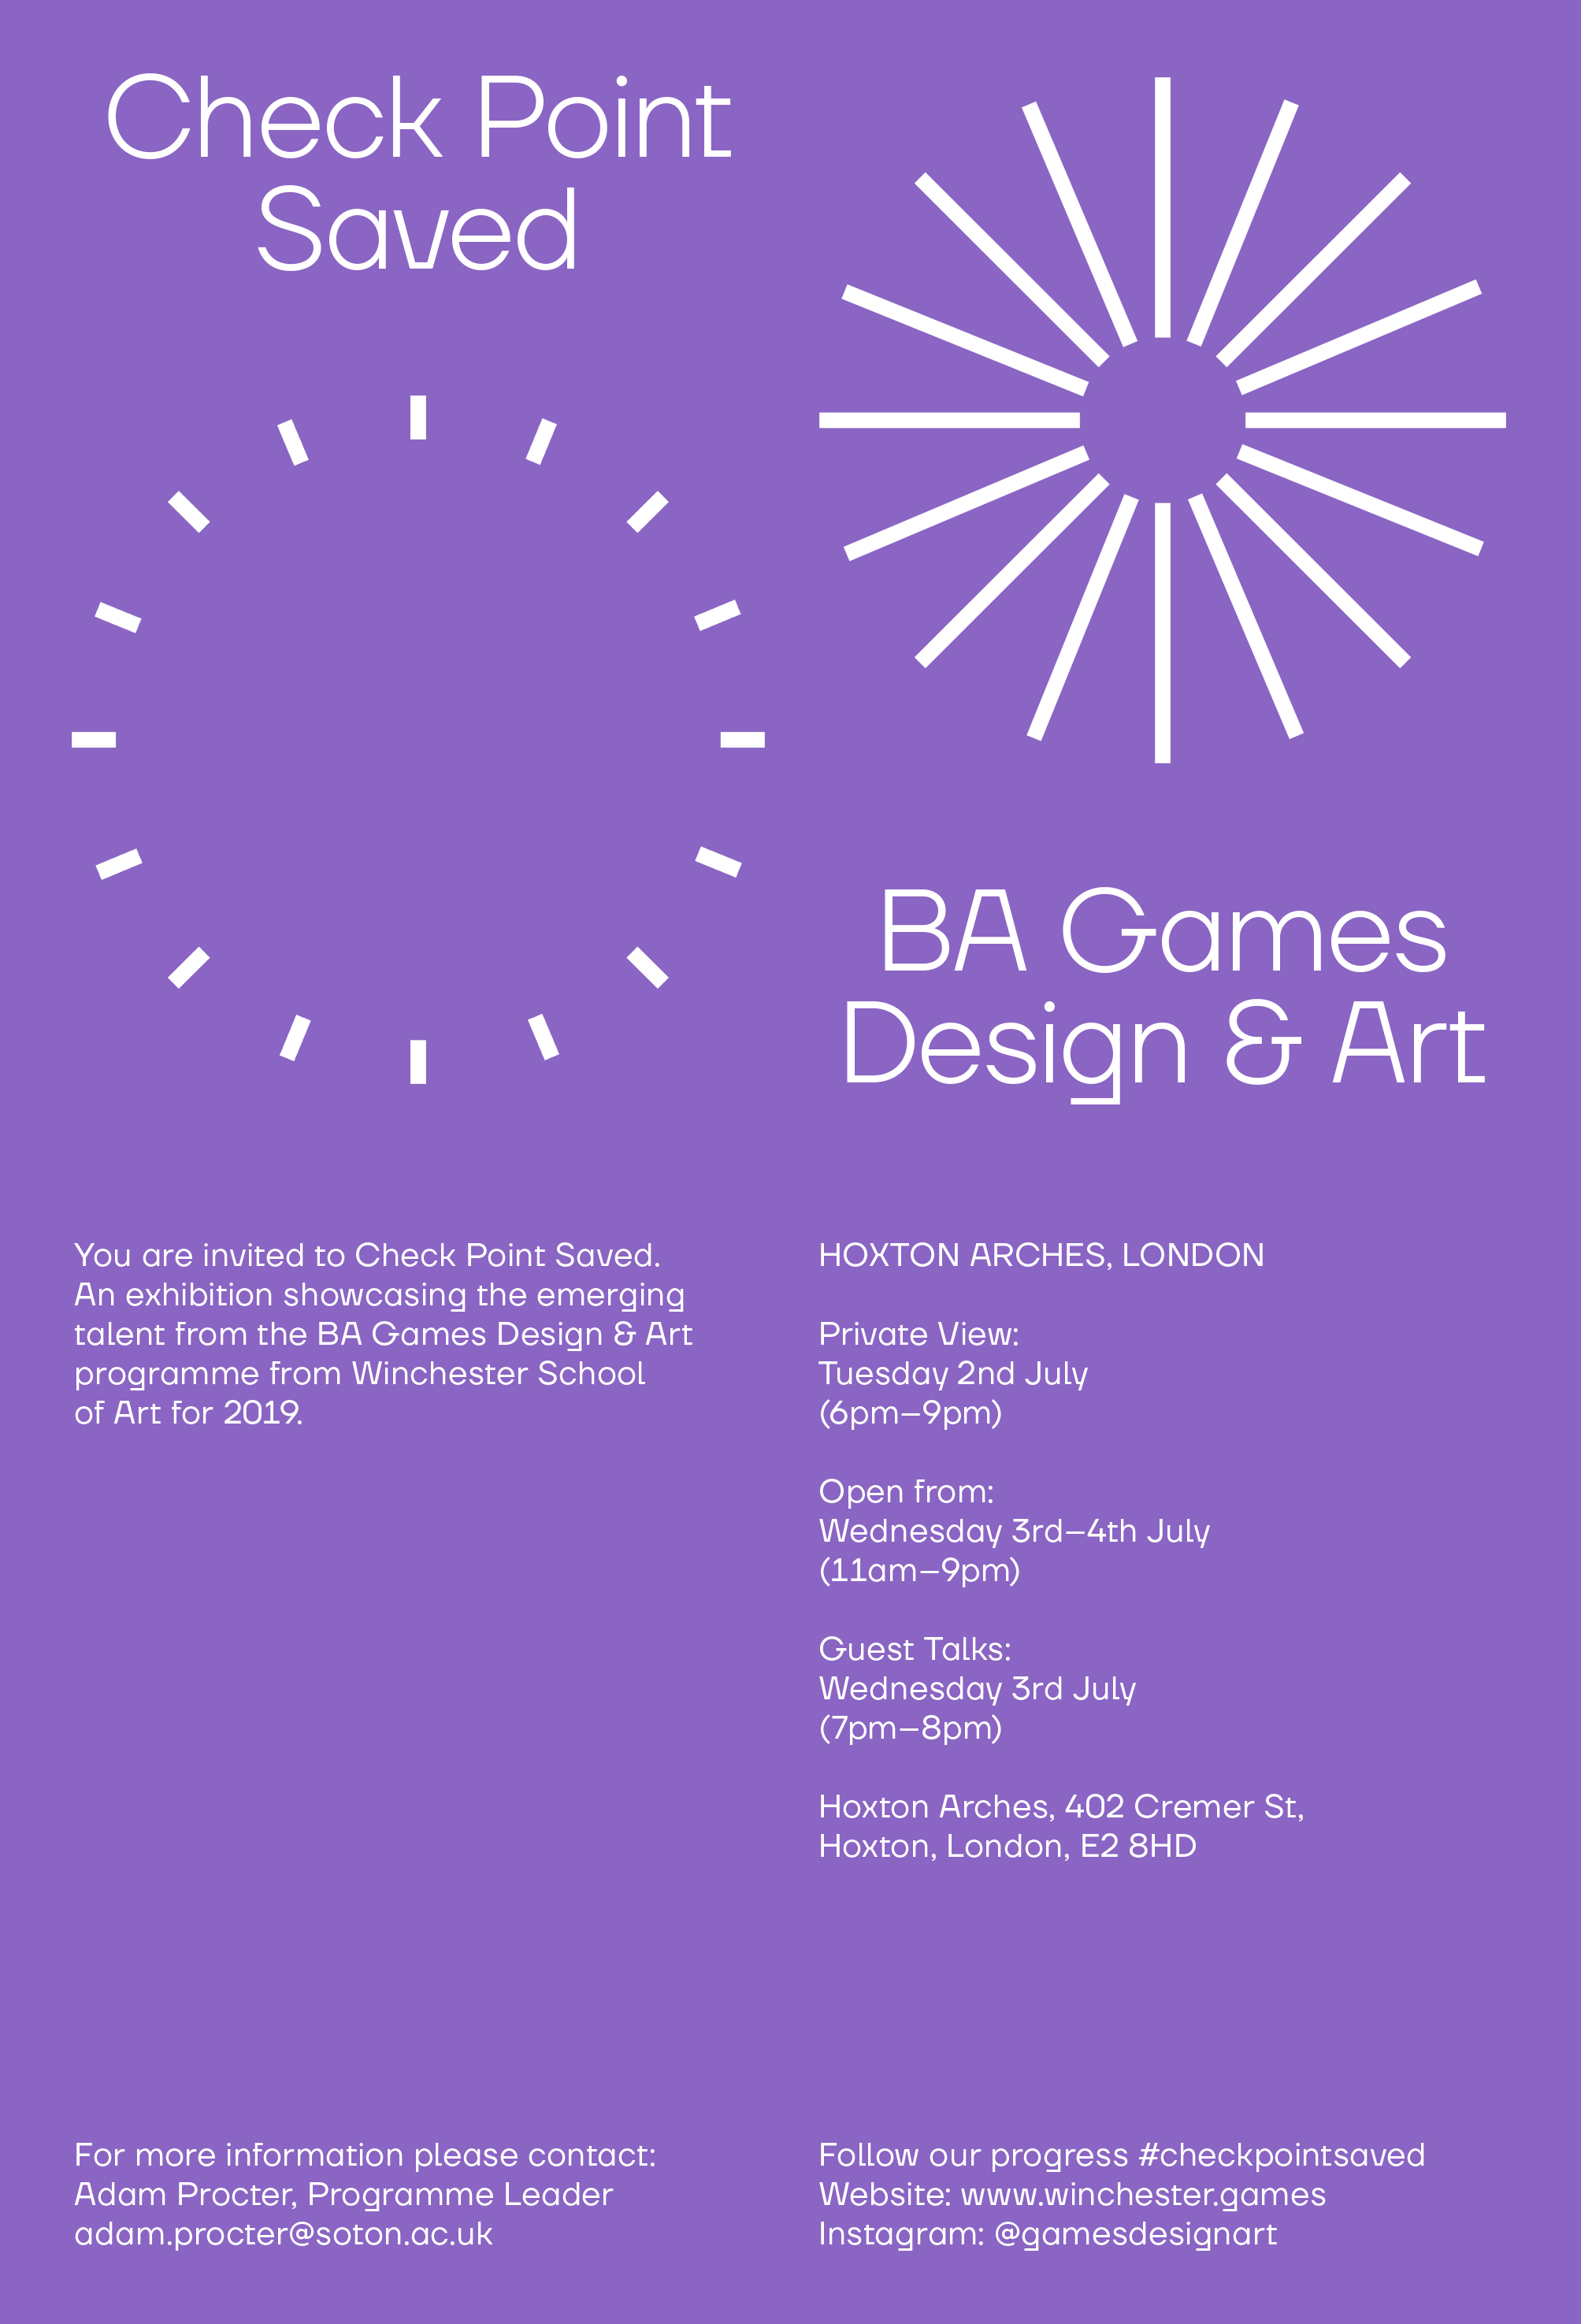 Check Point
Saved
BA Games
Design & Art
You are invited to Check Point Saved.
An exhibition showcasing the emerging
talent from the BA Games Design & Art
programme from Winchester School
of Art for 2019.
HOXTON ARCHES, LONDON
Private View:
Tuesday 2nd July
(6pm–9pm)
Open from:
Wednesday 3rd–4th July
(11am–9pm)
Guest Talks:
Wednesday 3rd July
(7pm–8pm)
Hoxton Arches, 402 Cremer St,
Hoxton, London, E2 8HD
For more information please contact:
Adam Procter, Programme Leader
adam.procter@soton.ac.uk
Follow our progress #checkpointsaved
Website: www.winchester.games
Instagram: @gamesdesignart